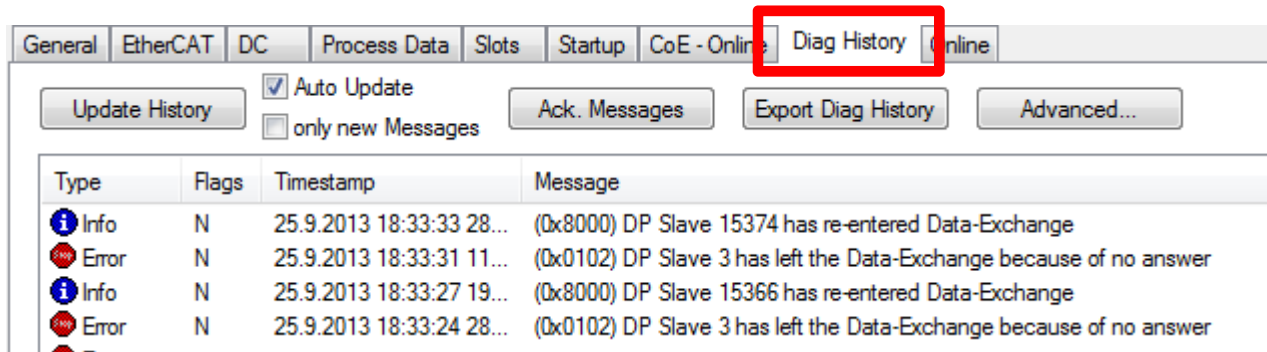 General EtherCAT DC Process Data Slots Startup CoE - Online Diag History Online
Update History Auto Update Ack. Messages Export Diag History Advanced...
only new Messages
Type Flags Timestamp Message
Info N 25.9.2013 18:33:33 28... (0x8000) DP Slave 15374 has re-entered Data-Exchange
Error N 25.9.2013 18:33:31 11... (0x0102) DP Slave 3 has left the Data-Exchange because of no answer
Info N 25.9.2013 18:33:27 19... (0x8000) DP Slave 15366 has re-entered Data-Exchange
Error N 25.9.2013 18:33:24 28... (0x0102) DP Slave 3 has left the Data-Exchange because of no answer